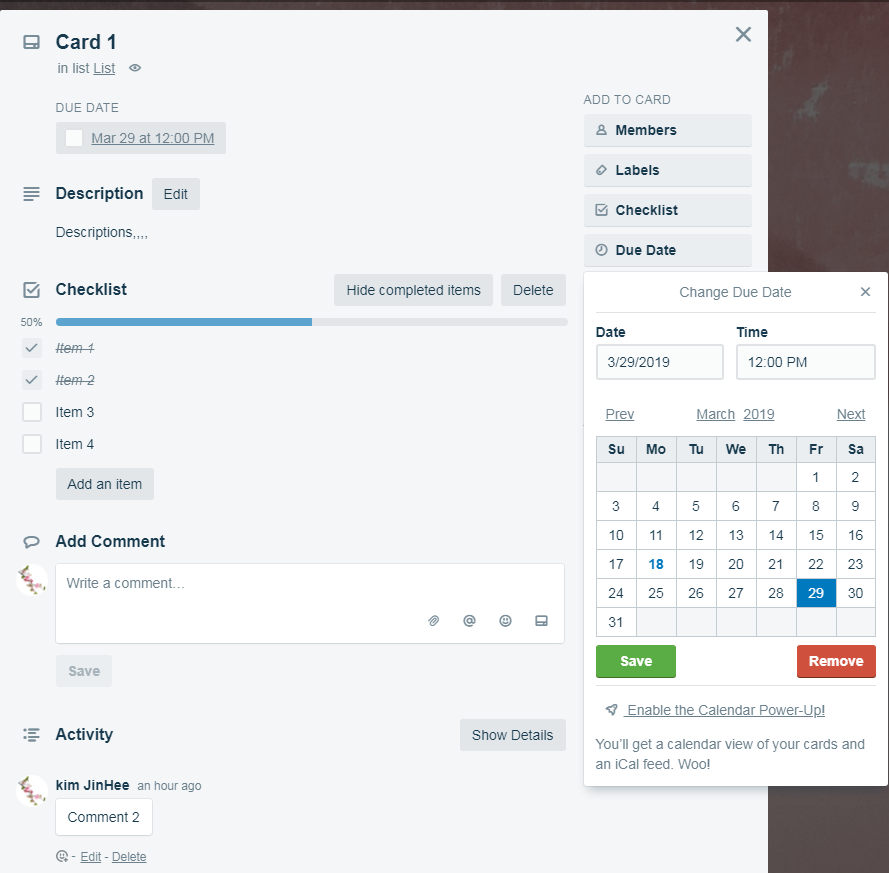 Card 1
in list List
DUE DATE
Mar 29 at 12:00 PM
Description Edit
Descriptions,,,,
Checklist Hide completed items Delete
50%
Item 1
Item 2
Item 3
Item 4
Add an item
Add Comment
Write a comment…
Save
Activity Show Details
kim JinHee an hour ago
Comment 2
- Edit - Delete
ADD TO CARD
Members
Labels
Checklist
Due Date
Change Due Date
Date Time
3/29/2019 12:00 PM
Prev March 2019 Next
Su Mo Tu We Th Fr Sa
1 2
3 4 5 6 7 8 9
10 11 12 13 14 15 16
17 18 19 20 21 22 23
24 25 26 27 28 29 30
31
Save Remove
Enable the Calendar Power-Up!
You’ll get a calendar view of your cards and
an iCal feed. Woo!